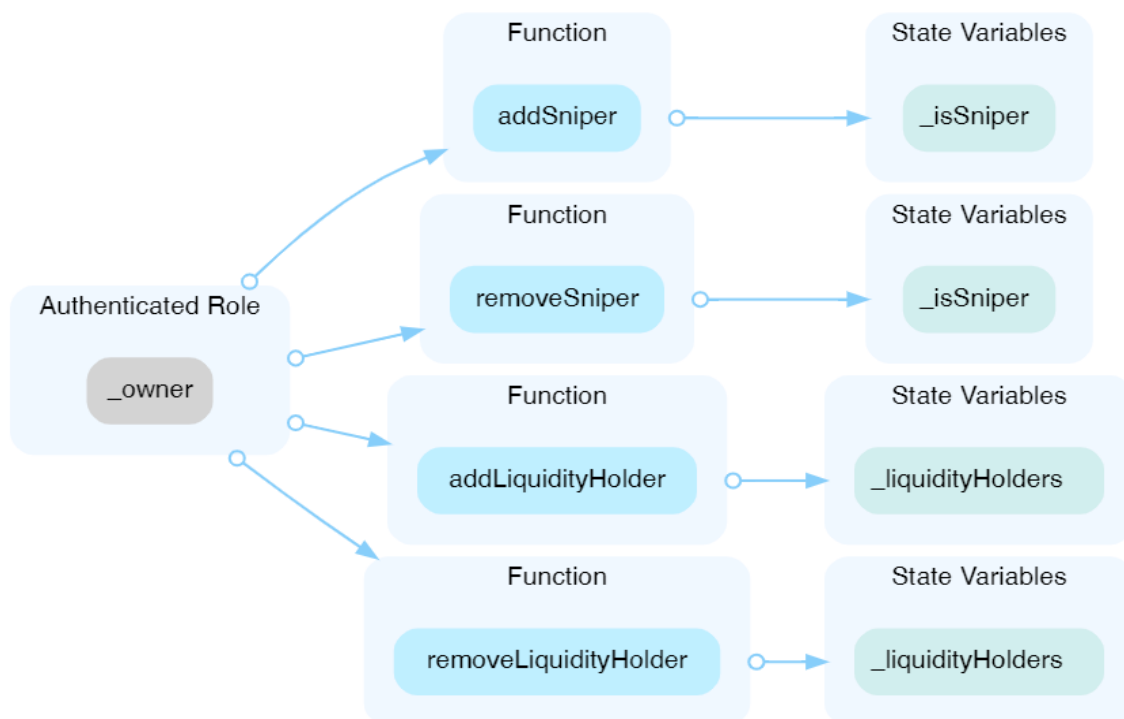 Function
State Variables
addSniper
_isSniper
Function
State Variables
removeSniper
_isSniper
Authenticated Role
_owner
Function
State Variables
addLiquidityHolder
_liquidityHolders
Function
State Variables
removeLiquidityHolder
_liquidityHolders